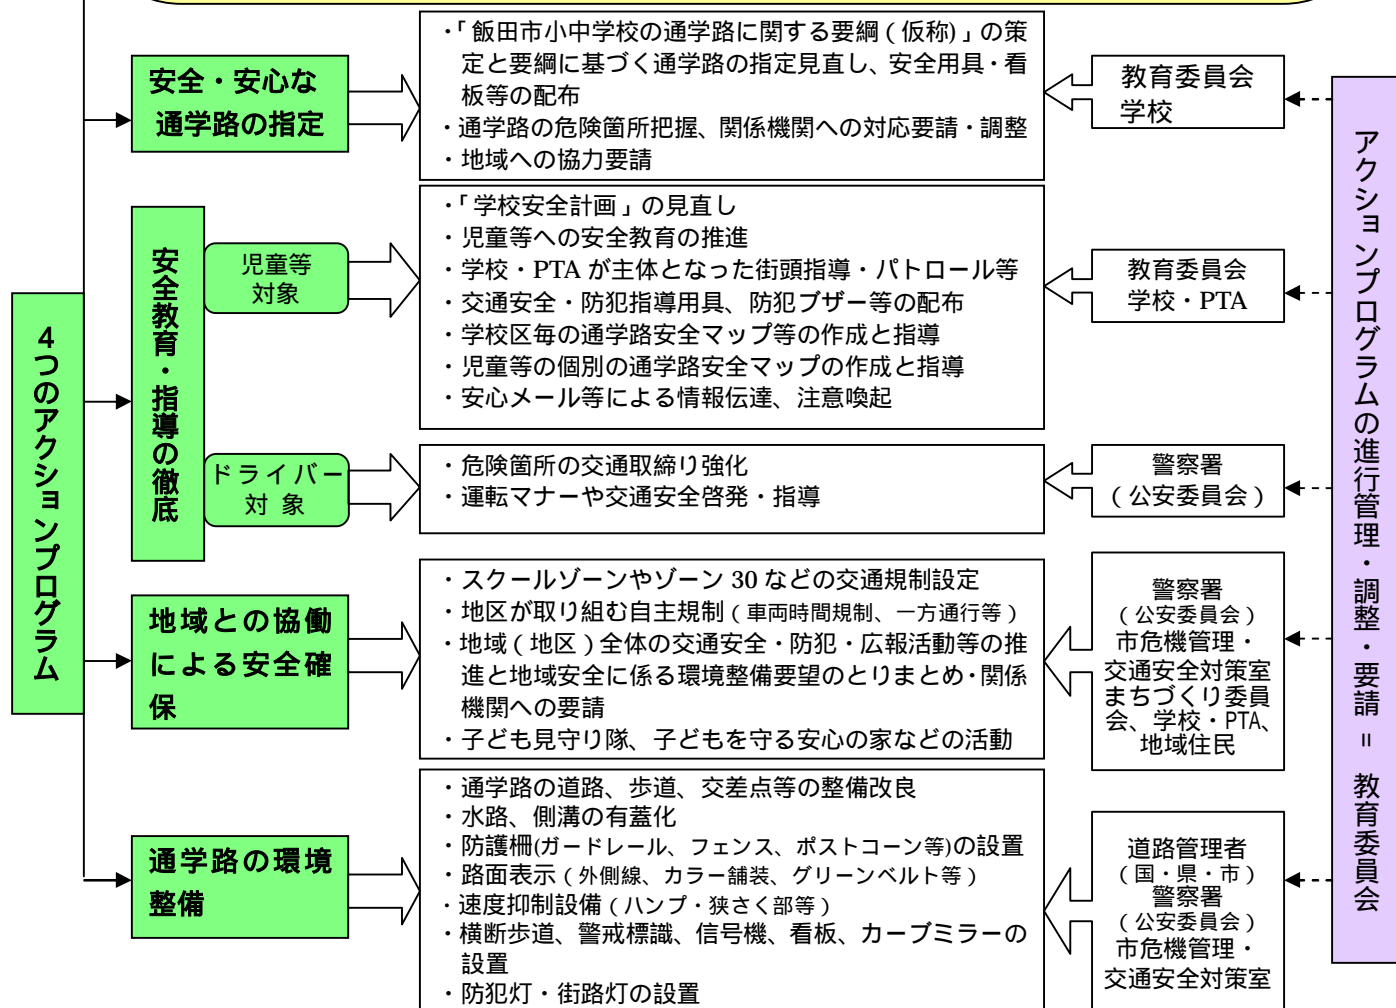 ４つのアクションプログラム
安全・安心な
通学路の指定
・「飯田市小中学校の通学路に関する要綱（仮称）」の策
定と要綱に基づく通学路の指定見直し、安全用具・看
板等の配布
・通学路の危険箇所把握、関係機関への対応要請・調整
・地域への協力要請
教育委員会
学校
安全教育・指導の徹底
児童等
対象
・「学校安全計画」の見直し
・児童等への安全教育の推進
・学校・PTA が主体となった街頭指導・パトロール等
・交通安全・防犯指導用具、防犯ブザー等の配布
・学校区毎の通学路安全マップ等の作成と指導
・児童等の個別の通学路安全マップの作成と指導
・安心メール等による情報伝達、注意喚起
教育委員会
学校・PTA
ドライバー
対 象
・危険箇所の交通取締り強化
・運転マナーや交通安全啓発・指導
警察署
（公安委員会）
地域との協働
による安全確
保
・スクールゾーンやゾーン 30 などの交通規制設定
・地区が取り組む自主規制（車両時間規制、一方通行等）
・地域（地区）全体の交通安全・防犯・広報活動等の推
進と地域安全に係る環境整備要望のとりまとめ・関係
機関への要請
・子ども見守り隊、子どもを守る安心の家などの活動
警察署
（公安委員会）
市危機管理・
交通安全対策室
まちづくり委員
会、学校・PTA、
地域住民
通学路の環境
整備
・通学路の道路、歩道、交差点等の整備改良
・水路、側溝の有蓋化
・防護柵(ガードレール、フェンス、ポストコーン等)の設置
・路面表示（外側線、カラー舗装、グリーンベルト等）
・速度抑制設備（ハンプ・狭さく部等）
・横断歩道、警戒標識、信号機、看板、カーブミラーの
設置
・防犯灯・街路灯の設置
道路管理者
（国・県・市）
警察署
（公安委員会）
市危機管理・
交通安全対策室
アクションプログラムの進行管理・調整・要請＝教育委員会